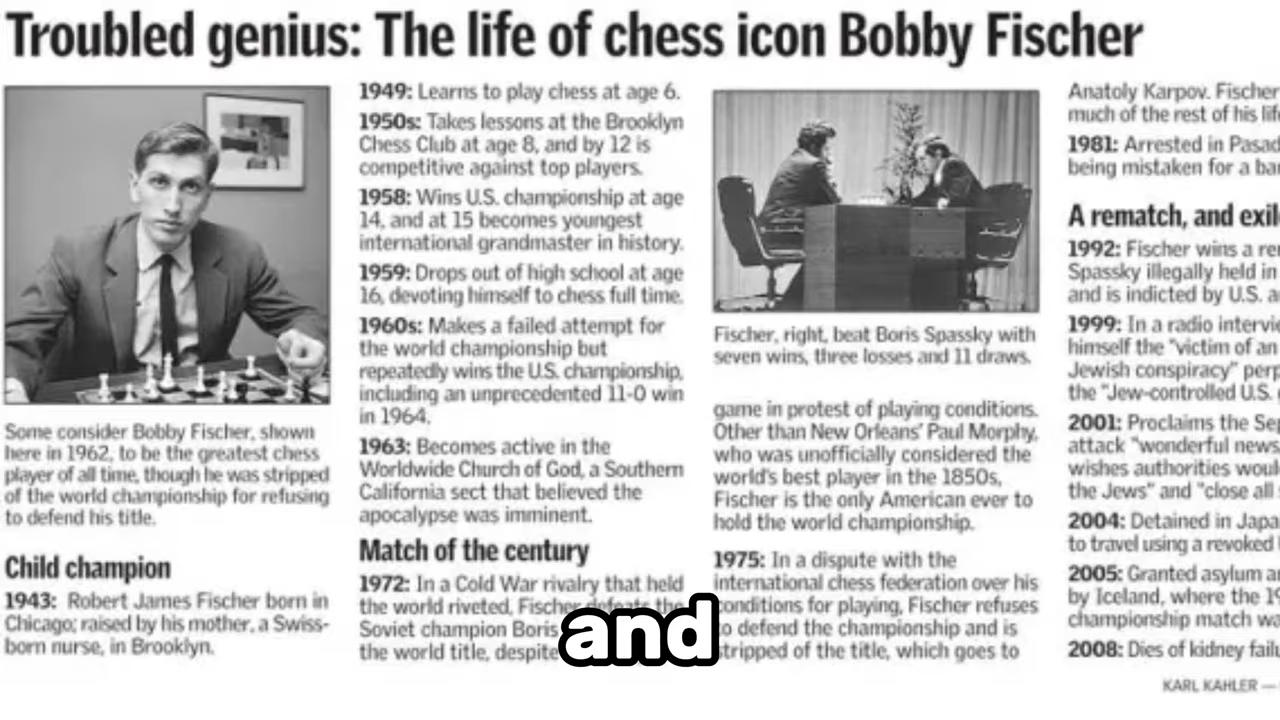 Troubled genius: The life of chess icon Bobby Fischer
Some consider Bobby Fischer, shown
here in 1962, to be the greatest chess
player of all time, though he was stripped
of the world championship for refusing
to defend his title.
Child champion
1943: Robert James Fischer born in
Chicago; raised by his mother, a Swiss-
born nurse, in Brooklyn.
1949: Learns to play chess at age 6.
1950s: Takes lessons at the Brooklyn
Chess Club at age 8, and by 12 is
competitive against top players.
1958: Wins U.S. championship at age
14, and at 15 becomes youngest
international grandmaster in history.
1959: Drops out of high school at age
16, devoting himself to chess full time.
1960s: Makes a failed attempt for
the world championship but
repeatedly wins the U.S. championship,
including an unprecedented 11-0 win
in 1964.
1963: Becomes active in the
Worldwide Church of God, a Southern
California sect that believed the
apocalypse was imminent.
Match of the century
1972: In a Cold War rivalry that held
the world riveted, Fischer defeats the
Soviet champion Boris
the world title, despite
Fischer, right, beat Boris Spassky with
seven wins, three losses and 11 draws.
game in protest of playing conditions.
Other than New Orleans' Paul Morphy,
who was unofficially considered the
world's best player in the 1850s,
Fischer is the only American ever to
hold the world championship.
1975: In a dispute with the
international chess federation over his
conditions for playing, Fischer refuses
to defend the championship and is
stripped of the title, which goes to
Anatoly Karpov. Fischer
much of the rest of his
1981: Arrested in
being mistaken for a
A rematch, and
1992: Fischer wins a
Spassky illegally held in
and is indicted by U.S.
1999: In a radio
himself the "victim of an
Jewish conspiracy"
the "Jew-controlled U.S.
2001: Proclaims the
attack "wonderful news
wishes authorities
the Jews" and "close all
2004: Detained in
to travel using a revoked
2005: Granted asylum
by Iceland, where the
championship match
2008: Dies of kidney
KARL KAHLER —
and